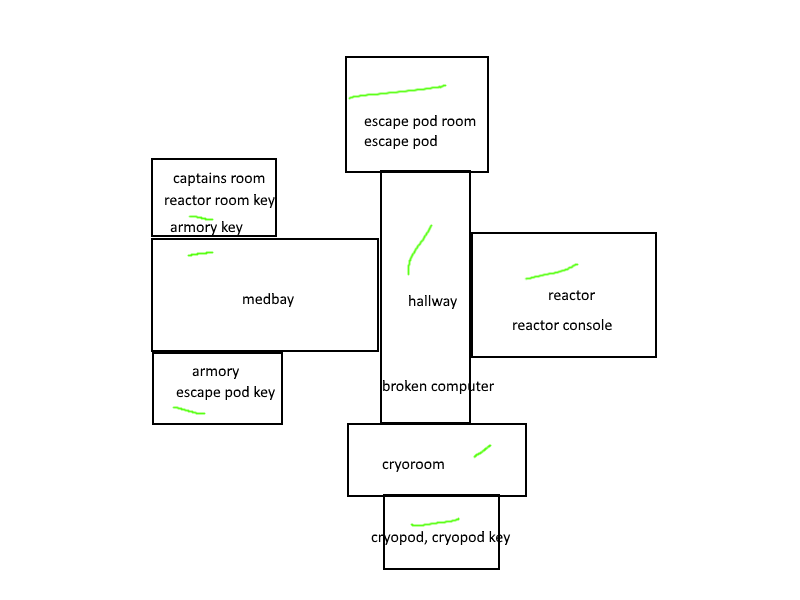 escape pod room
escape pod
captains room
reactor room key
armory key
medbay
hallway
reactor
reactor console
armory
escape pod key
broken computer
cryoroom
cryopod, cryopod key